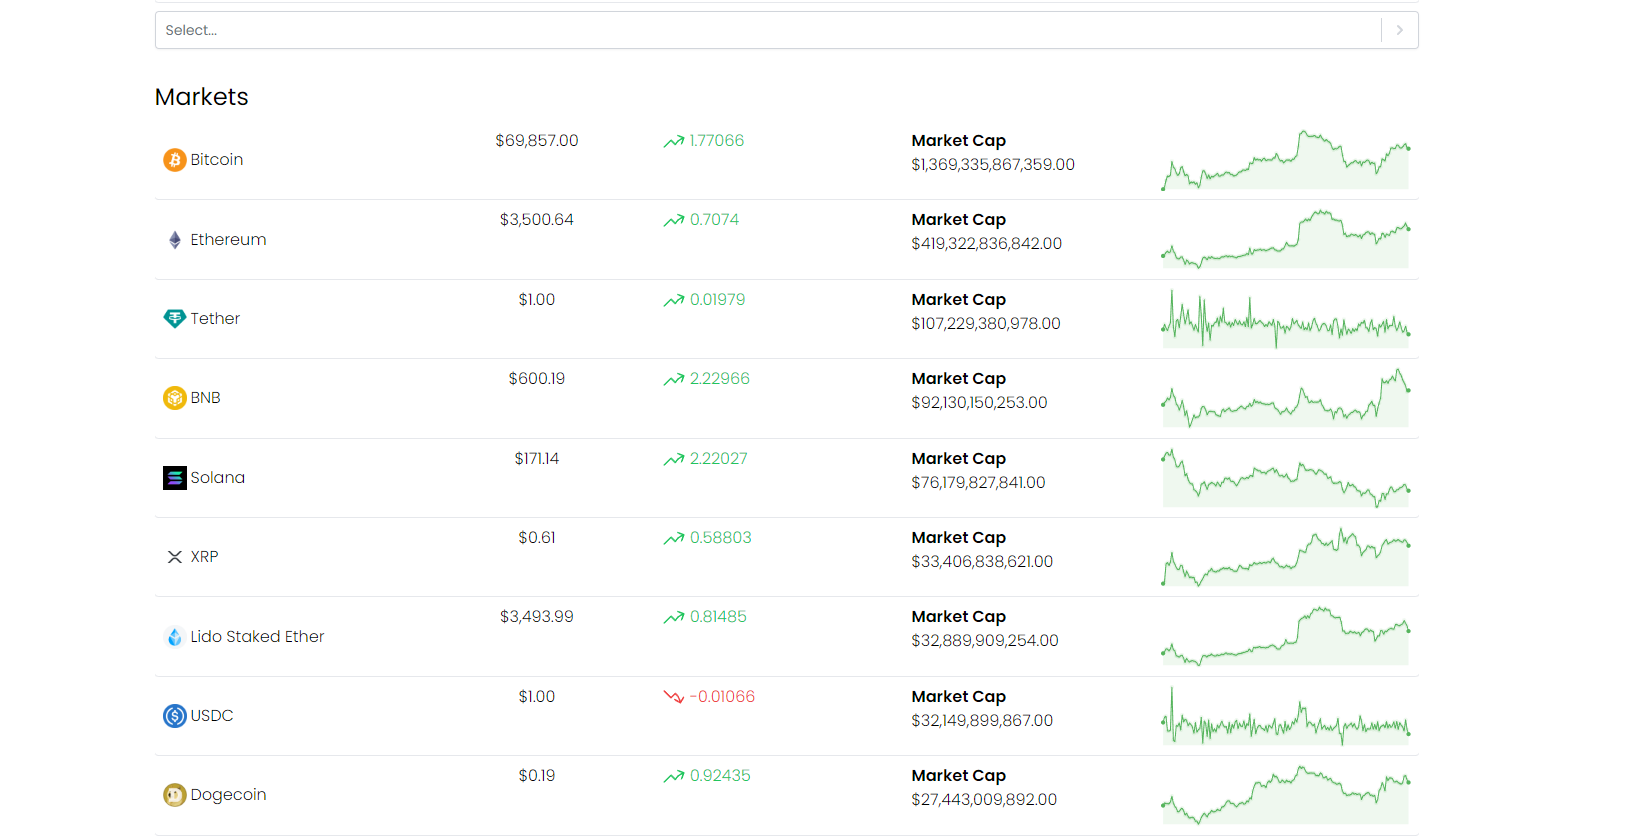 Select...
Markets
Bitcoin $69,857.00 1.77066 Market Cap
$1,369,335,867,359.00
Ethereum $3,500.64 0.7074 Market Cap
$419,322,836,842.00
Tether $1.00 0.01979 Market Cap
$107,229,380,978.00
BNB $600.19 2.22966 Market Cap
$92,130,150,253.00
Solana $171.14 2.22027 Market Cap
$76,179,827,841.00
XRP $0.61 0.58803 Market Cap
$33,406,838,621.00
Lido Staked Ether $3,493.99 0.81485 Market Cap
$32,889,909,254.00
USDC $1.00 -0.01066 Market Cap
$32,149,899,867.00
Dogecoin $0.19 0.92435 Market Cap
$27,443,009,892.00